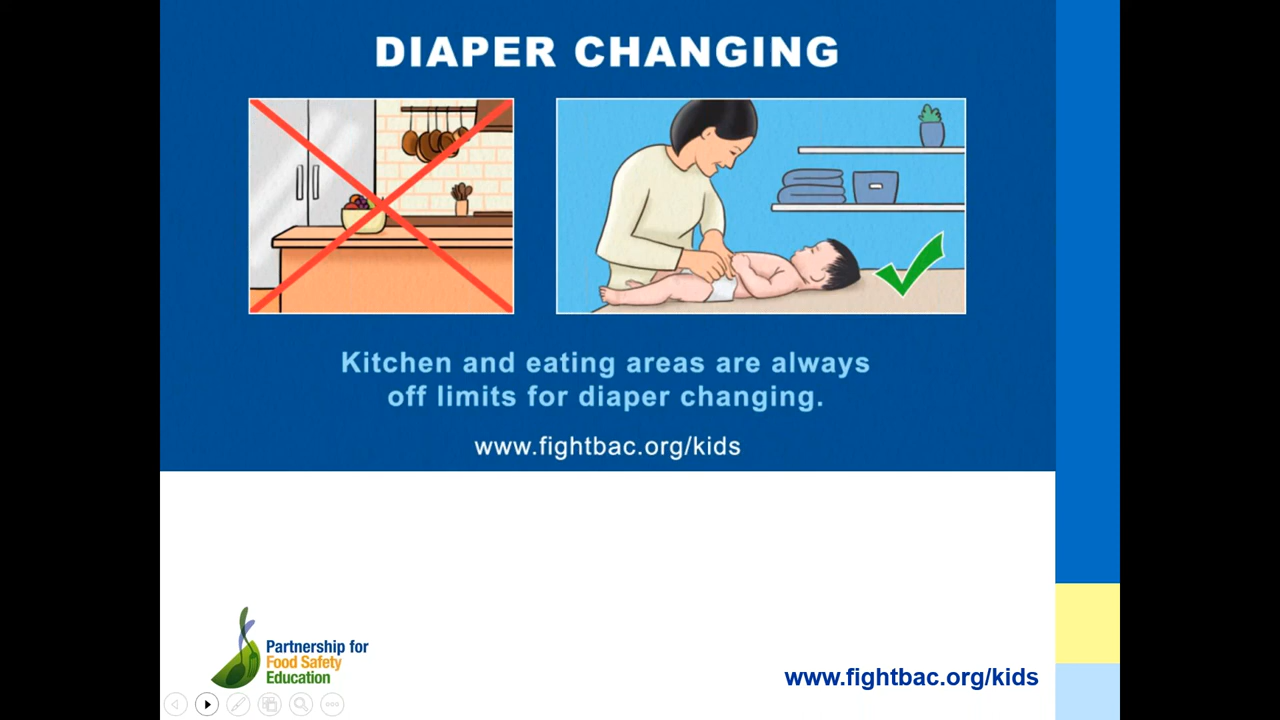 DIAPER CHANGING
Kitchen and eating areas are always
off limits for diaper changing.
www.fightbac.org/kids
Partnership for
Food Safety
Education
www.fightbac.org/kids